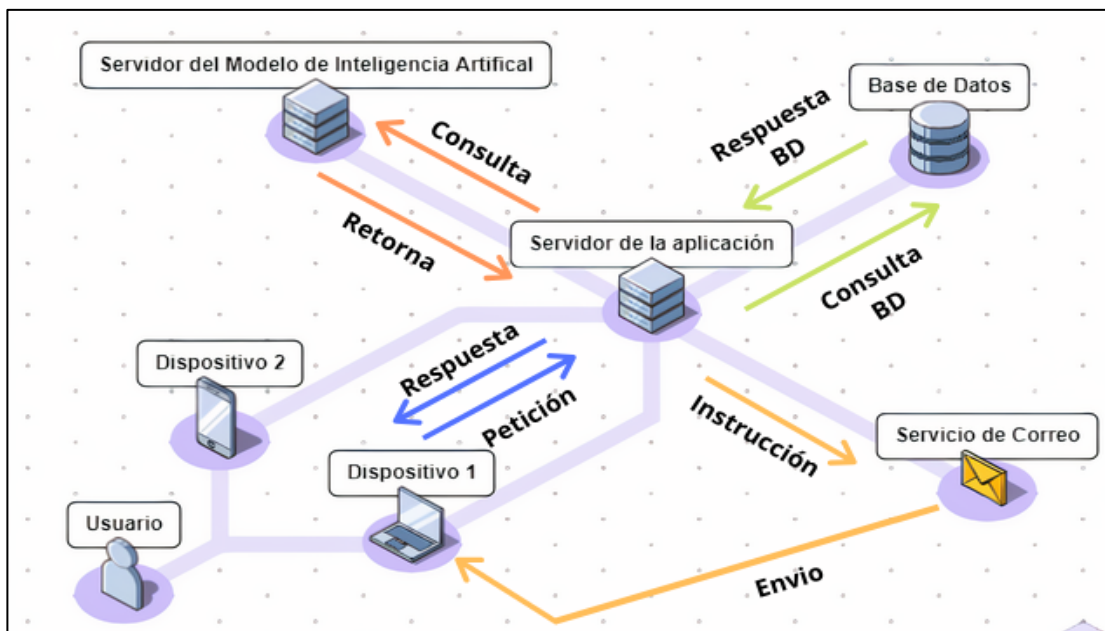 Servidor del Modelo de Inteligencia Artifical
Base de Datos
Consulta
Respuesta
BD
Retorna
Servidor de la aplicación
Consulta
BD
Dispositivo 2
Respuesta
Petición
Instrucción
Servicio de Correo
Dispositivo 1
Usuario
Envio